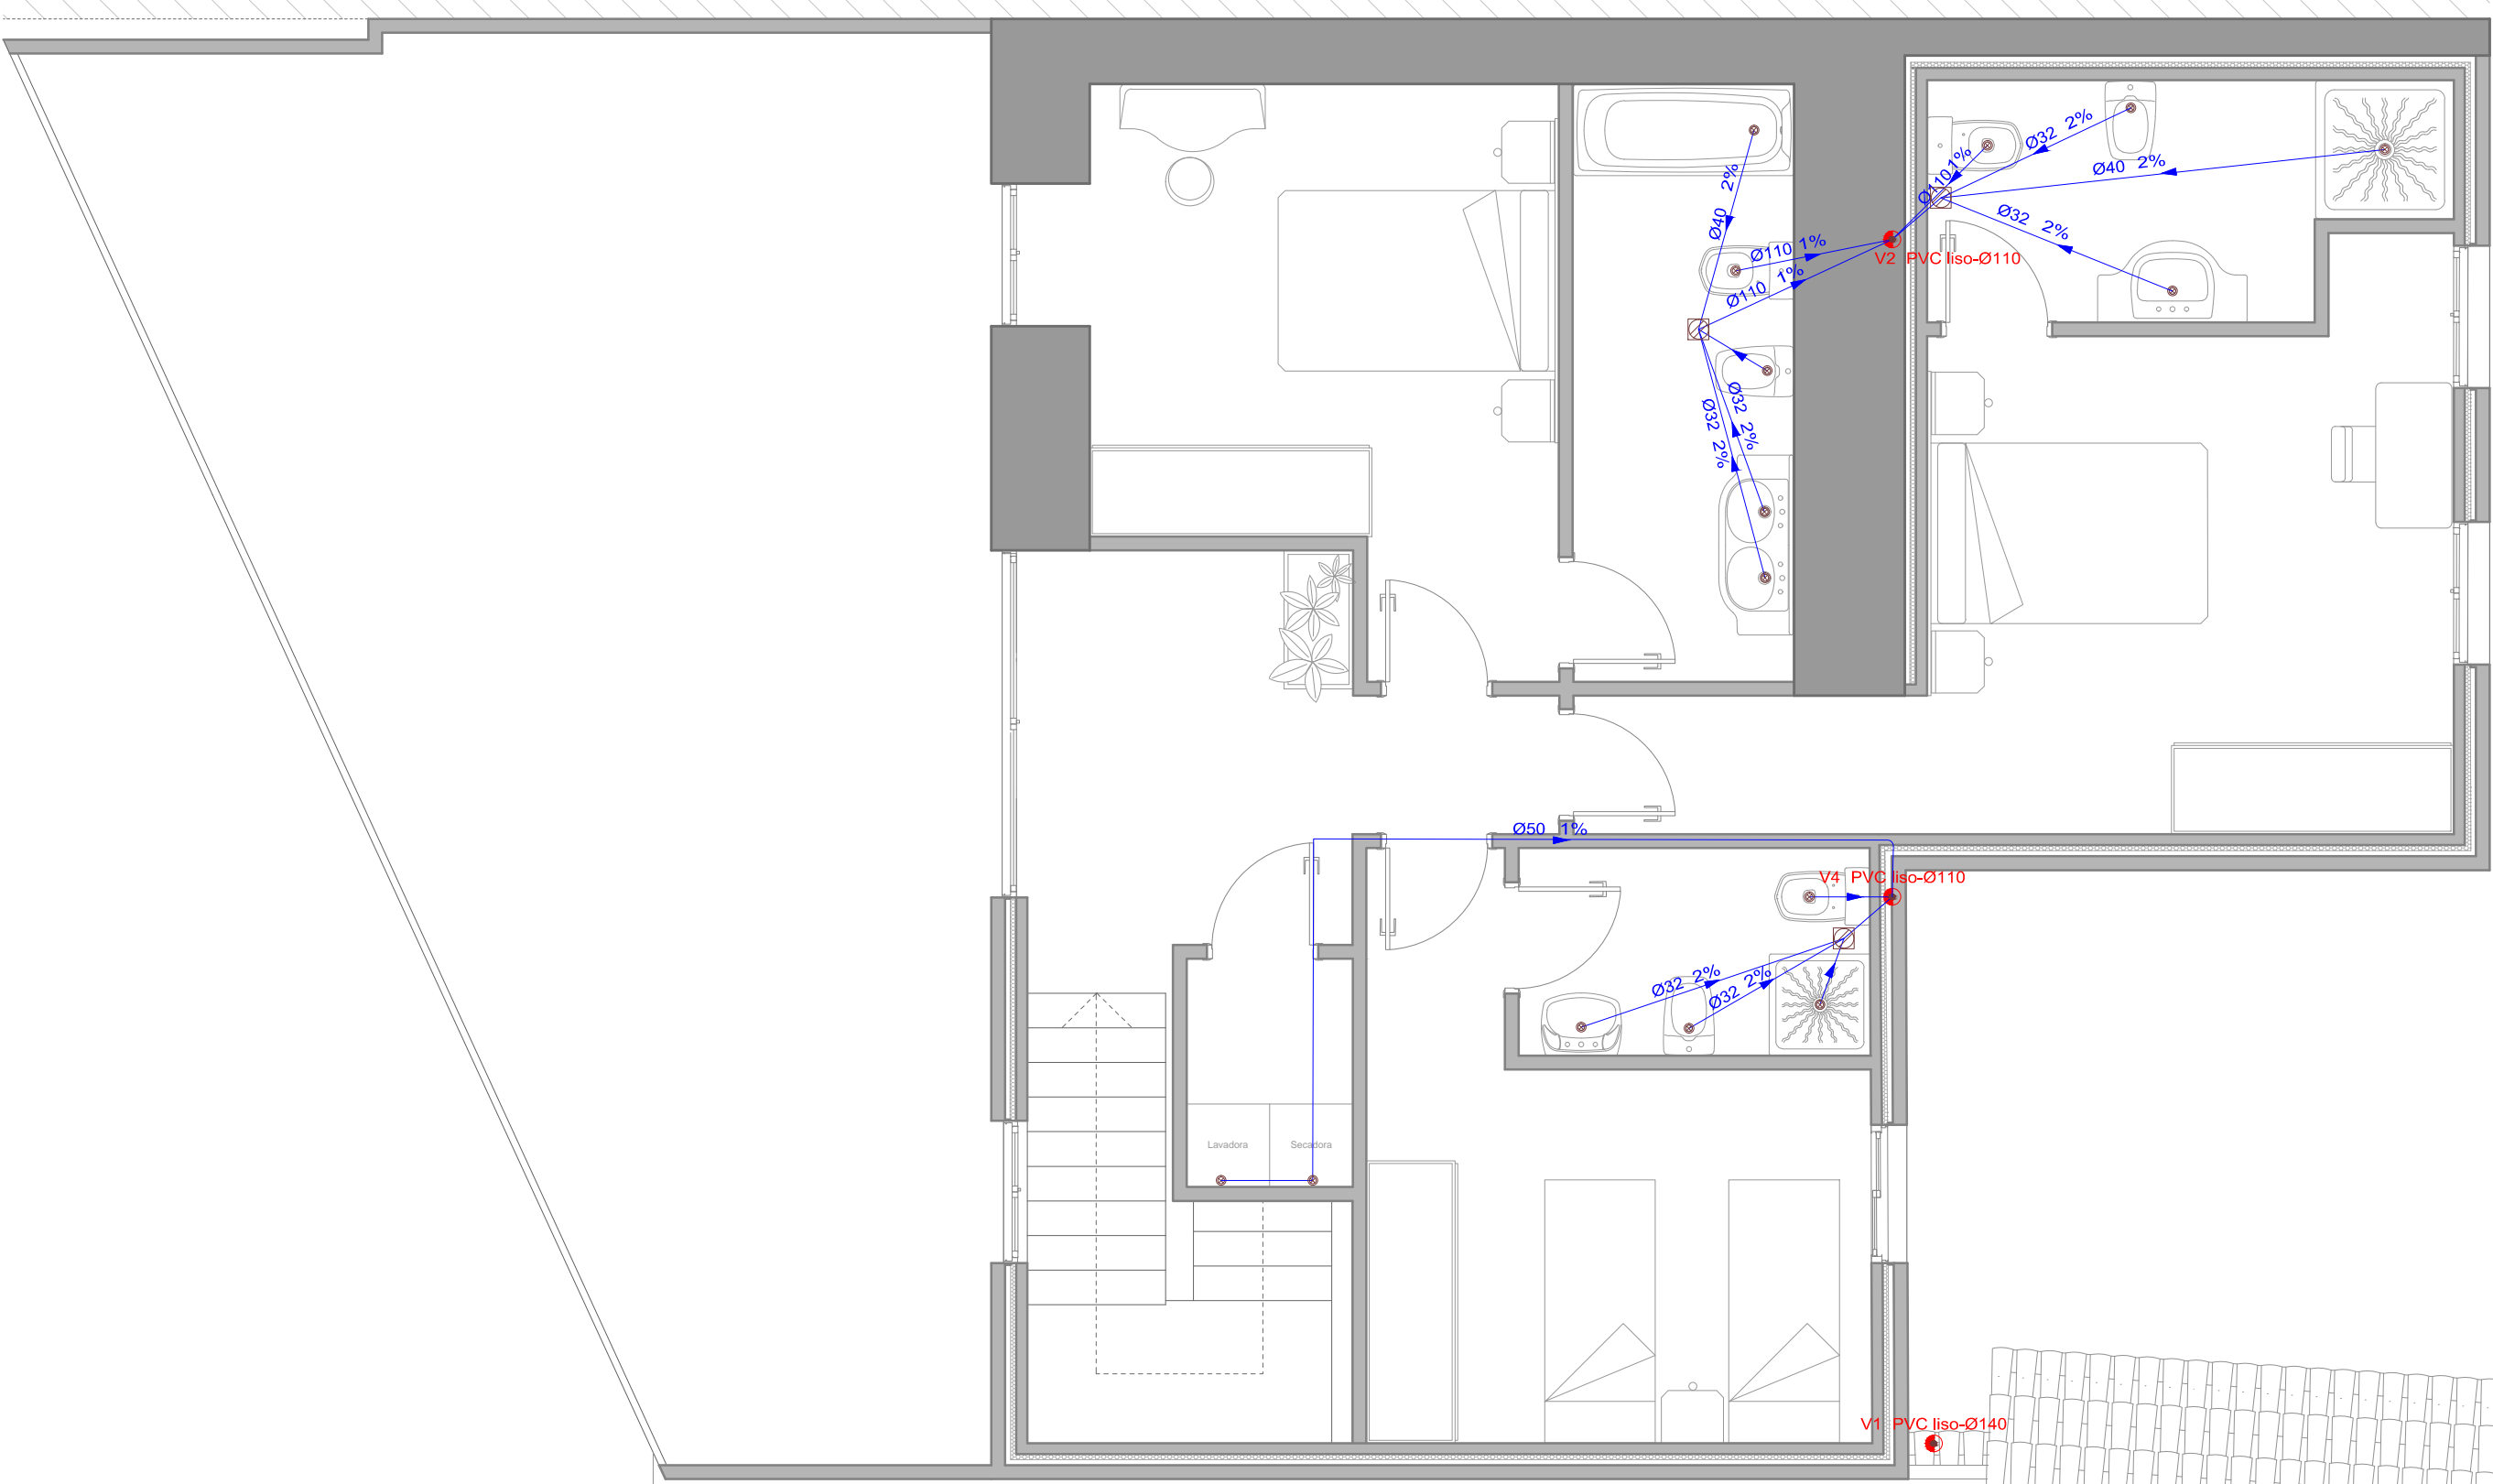 Ø32 2%
Ø110 1%
Ø40 2%
Ø40 2%
Ø32 2%
Ø110 1%
V2 PVC liso-Ø110
Ø110 1%
Ø32 2%
Ø32 2%
Ø50 1%
V4 PVC liso-Ø110
Ø32 2%
Ø32 2%
Lavadora
Secadora
V1 PVC liso-Ø140